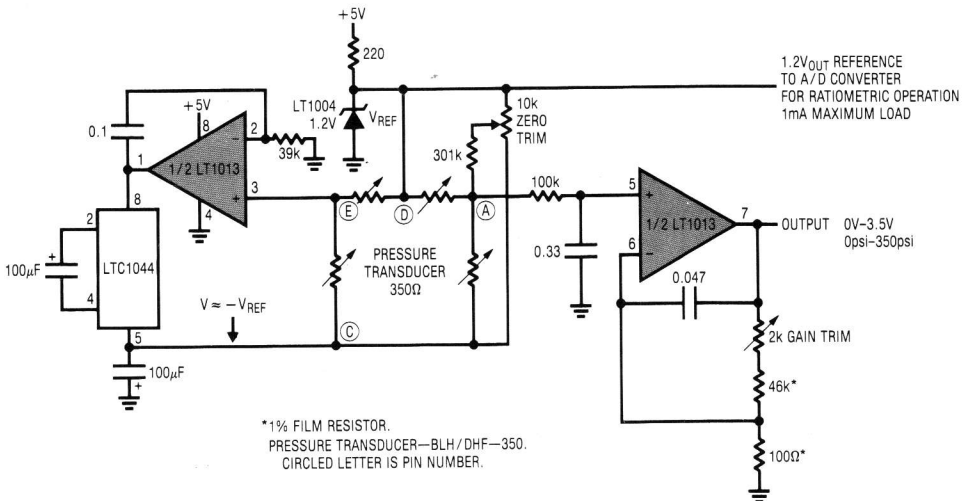 +5V
220
LT1004
1.2V
VREF
10k
ZERO
TRIM
301k
1.2VOUT REFERENCE
TO A/D CONVERTER
FOR RATIOMETRIC OPERATION
1mA MAXIMUM LOAD
0.1
+5V
8
2
−
39k
1
1/2 LT1013
3
+
4
E
D
A
100k
5
+
1/2 LT1013
7
OUTPUT
0V–3.5V
0psi–350psi
6
−
0.33
0.047
8
2
100µF
+
LTC1044
4
5
PRESSURE
TRANSDUCER
350Ω
V ≈ −VREF
C
2k GAIN TRIM
46k*
100Ω*
100µF
+
*1% FILM RESISTOR.
PRESSURE TRANSDUCER—BLH/DHF—350.
CIRCLED LETTER IS PIN NUMBER.